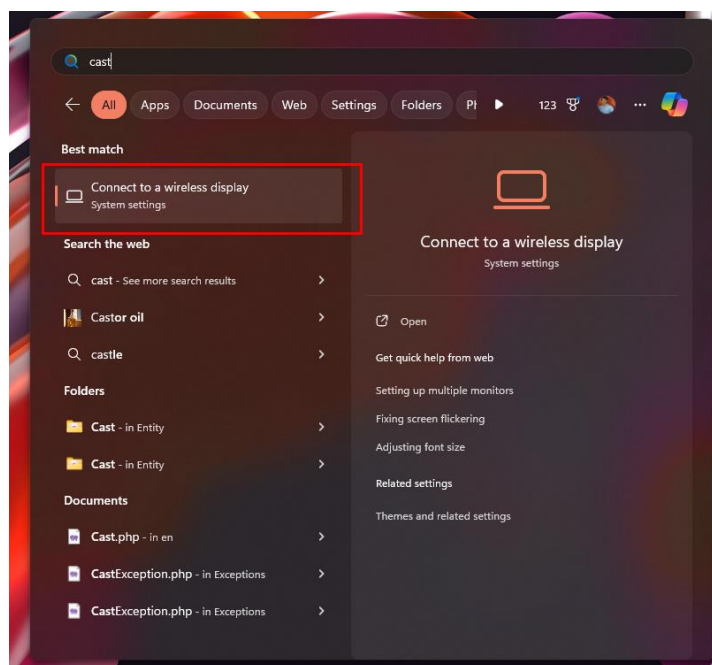 cast
All Apps Documents Web Settings Folders 123 ...
Best match
Connect to a wireless display
System settings
Search the web
cast - See more search results
Castor oil
castle
Folders
Cast - in Entity
Cast - in Entity
Documents
Cast.php - in en
CastException.php - in Exceptions
CastException.php - in Exceptions
Connect to a wireless display
System settings
Open
Get quick help from web
Setting up multiple monitors
Fixing screen flickering
Adjusting font size
Related settings
Themes and related settings